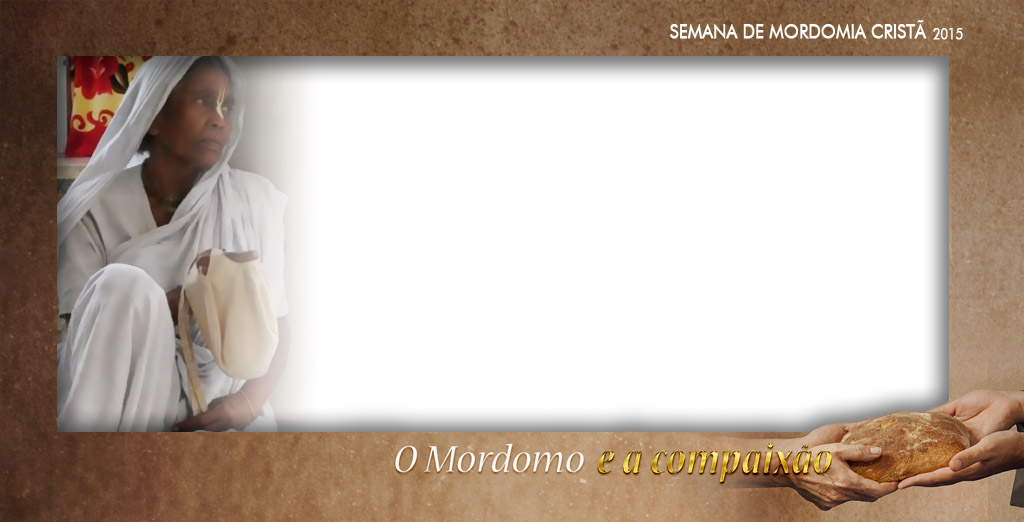 SEMANA DE MORDOMIA CRISTÃ 2015
O Mordomo e a compaixão